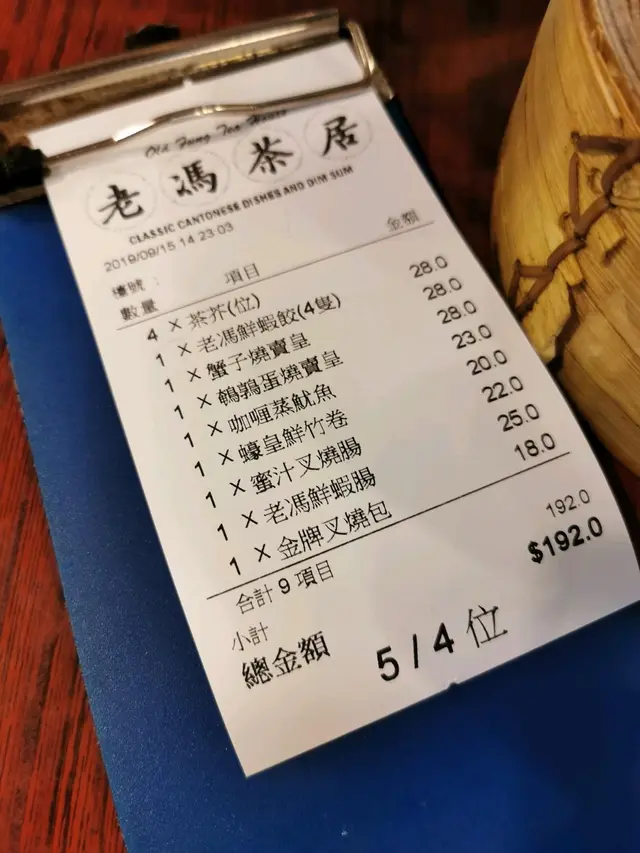 Old Fung Tea House
老馮茶居
CLASSIC CANTONESE DISHES AND DIM SUM
2019/09/15 14 23 03
檯號：
數量 項目 金額
4 × 茶芥(位)
1 × 老馮鮮蝦餃(4隻) 28.0
1 × 蟹子燒賣皇 28.0
1 × 鵪鶉蛋燒賣皇 28.0
1 × 咖喱蒸魷魚 23.0
1 × 蠔皇鮮竹卷 20.0
1 × 蜜汁叉燒腸 22.0
1 × 老馮鮮蝦腸 25.0
1 × 金牌叉燒包 18.0
合計 9 項目
小計 192.0
總金額 $192.0
5 / 4 位